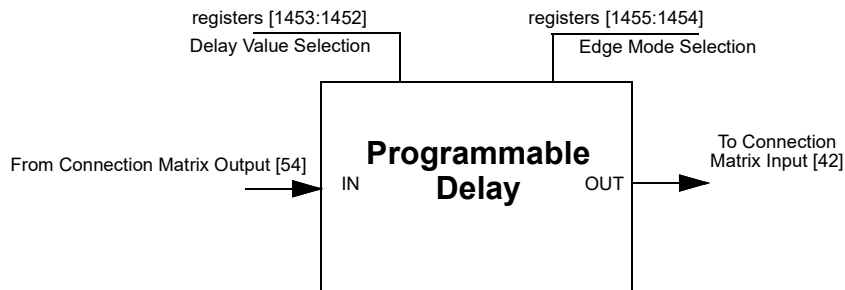 registers [1453:1452]
registers [1455:1454]
Delay Value Selection
Edge Mode Selection
From Connection Matrix Output [54]
IN
Programmable
Delay
OUT
To Connection
Matrix Input [42]